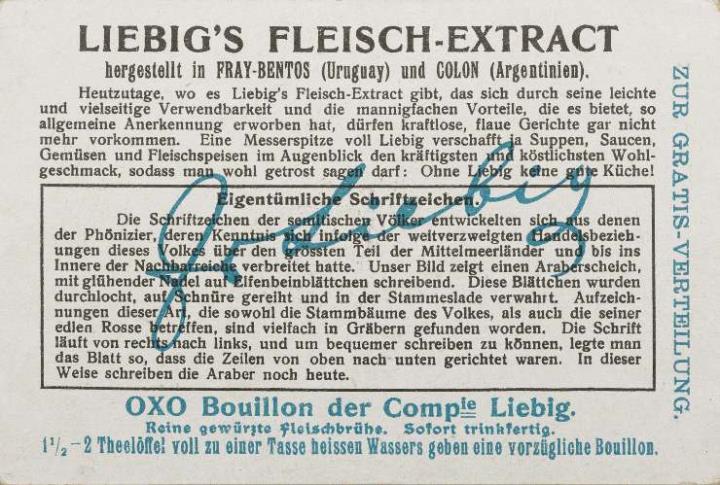 LIEBIG'S FLEISCH-EXTRACT
hergestellt in FRAY-BENTOS (Uruguay) und COLON (Argentinien).
Heutzutage, wo es Liebig's Fleisch-Extract gibt, das sich durch seine leichte
und vielseitige Verwendbarkeit und die mannigfachen Vorteile, die es bietet, so
allgemeine Anerkennung erworben hat, dürfen kraftlose, flaue Gerichte gar nicht
mehr vorkommen. Eine Messerspitze voll Liebig verschafft ja Suppen, Saucen,
Gemüsen und Fleischspeisen im Augenblick den kräftigsten und köstlichsten Wohl-
geschmack, sodass man wohl getrost sagen darf: Ohne Liebig keine gute Küche!
Eigentümliche Schriftzeichen.
Die Schriftzeichen der semitischen Völker entwickelten sich aus denen
der Phönizier, deren Kenntnis sich infolge der weitverzweigten Handelsbezieh-
ungen dieses Volkes über den grössten Teil der Mittelmeerländer und bis ins
Innere der Nachbarreiche verbreitet hatte. Unser Bild zeigt einen Araberscheich,
mit glühender Nadel auf Elfenbeinblättchen schreibend. Diese Blättchen wurden
durchlocht, auf Schnüre gereiht und in der Stammeslade verwahrt. Aufzeich-
nungen dieser Art, die sowohl die Stammbäume des Volkes, als auch die seiner
edlen Rosse betreffen, sind vielfach in Gräbern gefunden worden. Die Schrift
läuft von rechts nach links, und um bequemer schreiben zu können, legte man
das Blatt so, dass die Zeilen von oben nach unten gerichtet waren. In dieser
Weise schreiben die Araber noch heute.
JvLiebig
OXO Bouillon der Compie Liebig.
Reine gewürzte Fleischbrühe. Sofort trinkfertig.
1 1/2 - 2 Theelöffel voll zu einer Tasse heissen Wassers geben eine vorzügliche Bouillon.
ZUR GRATIS-VERTEILUNG.